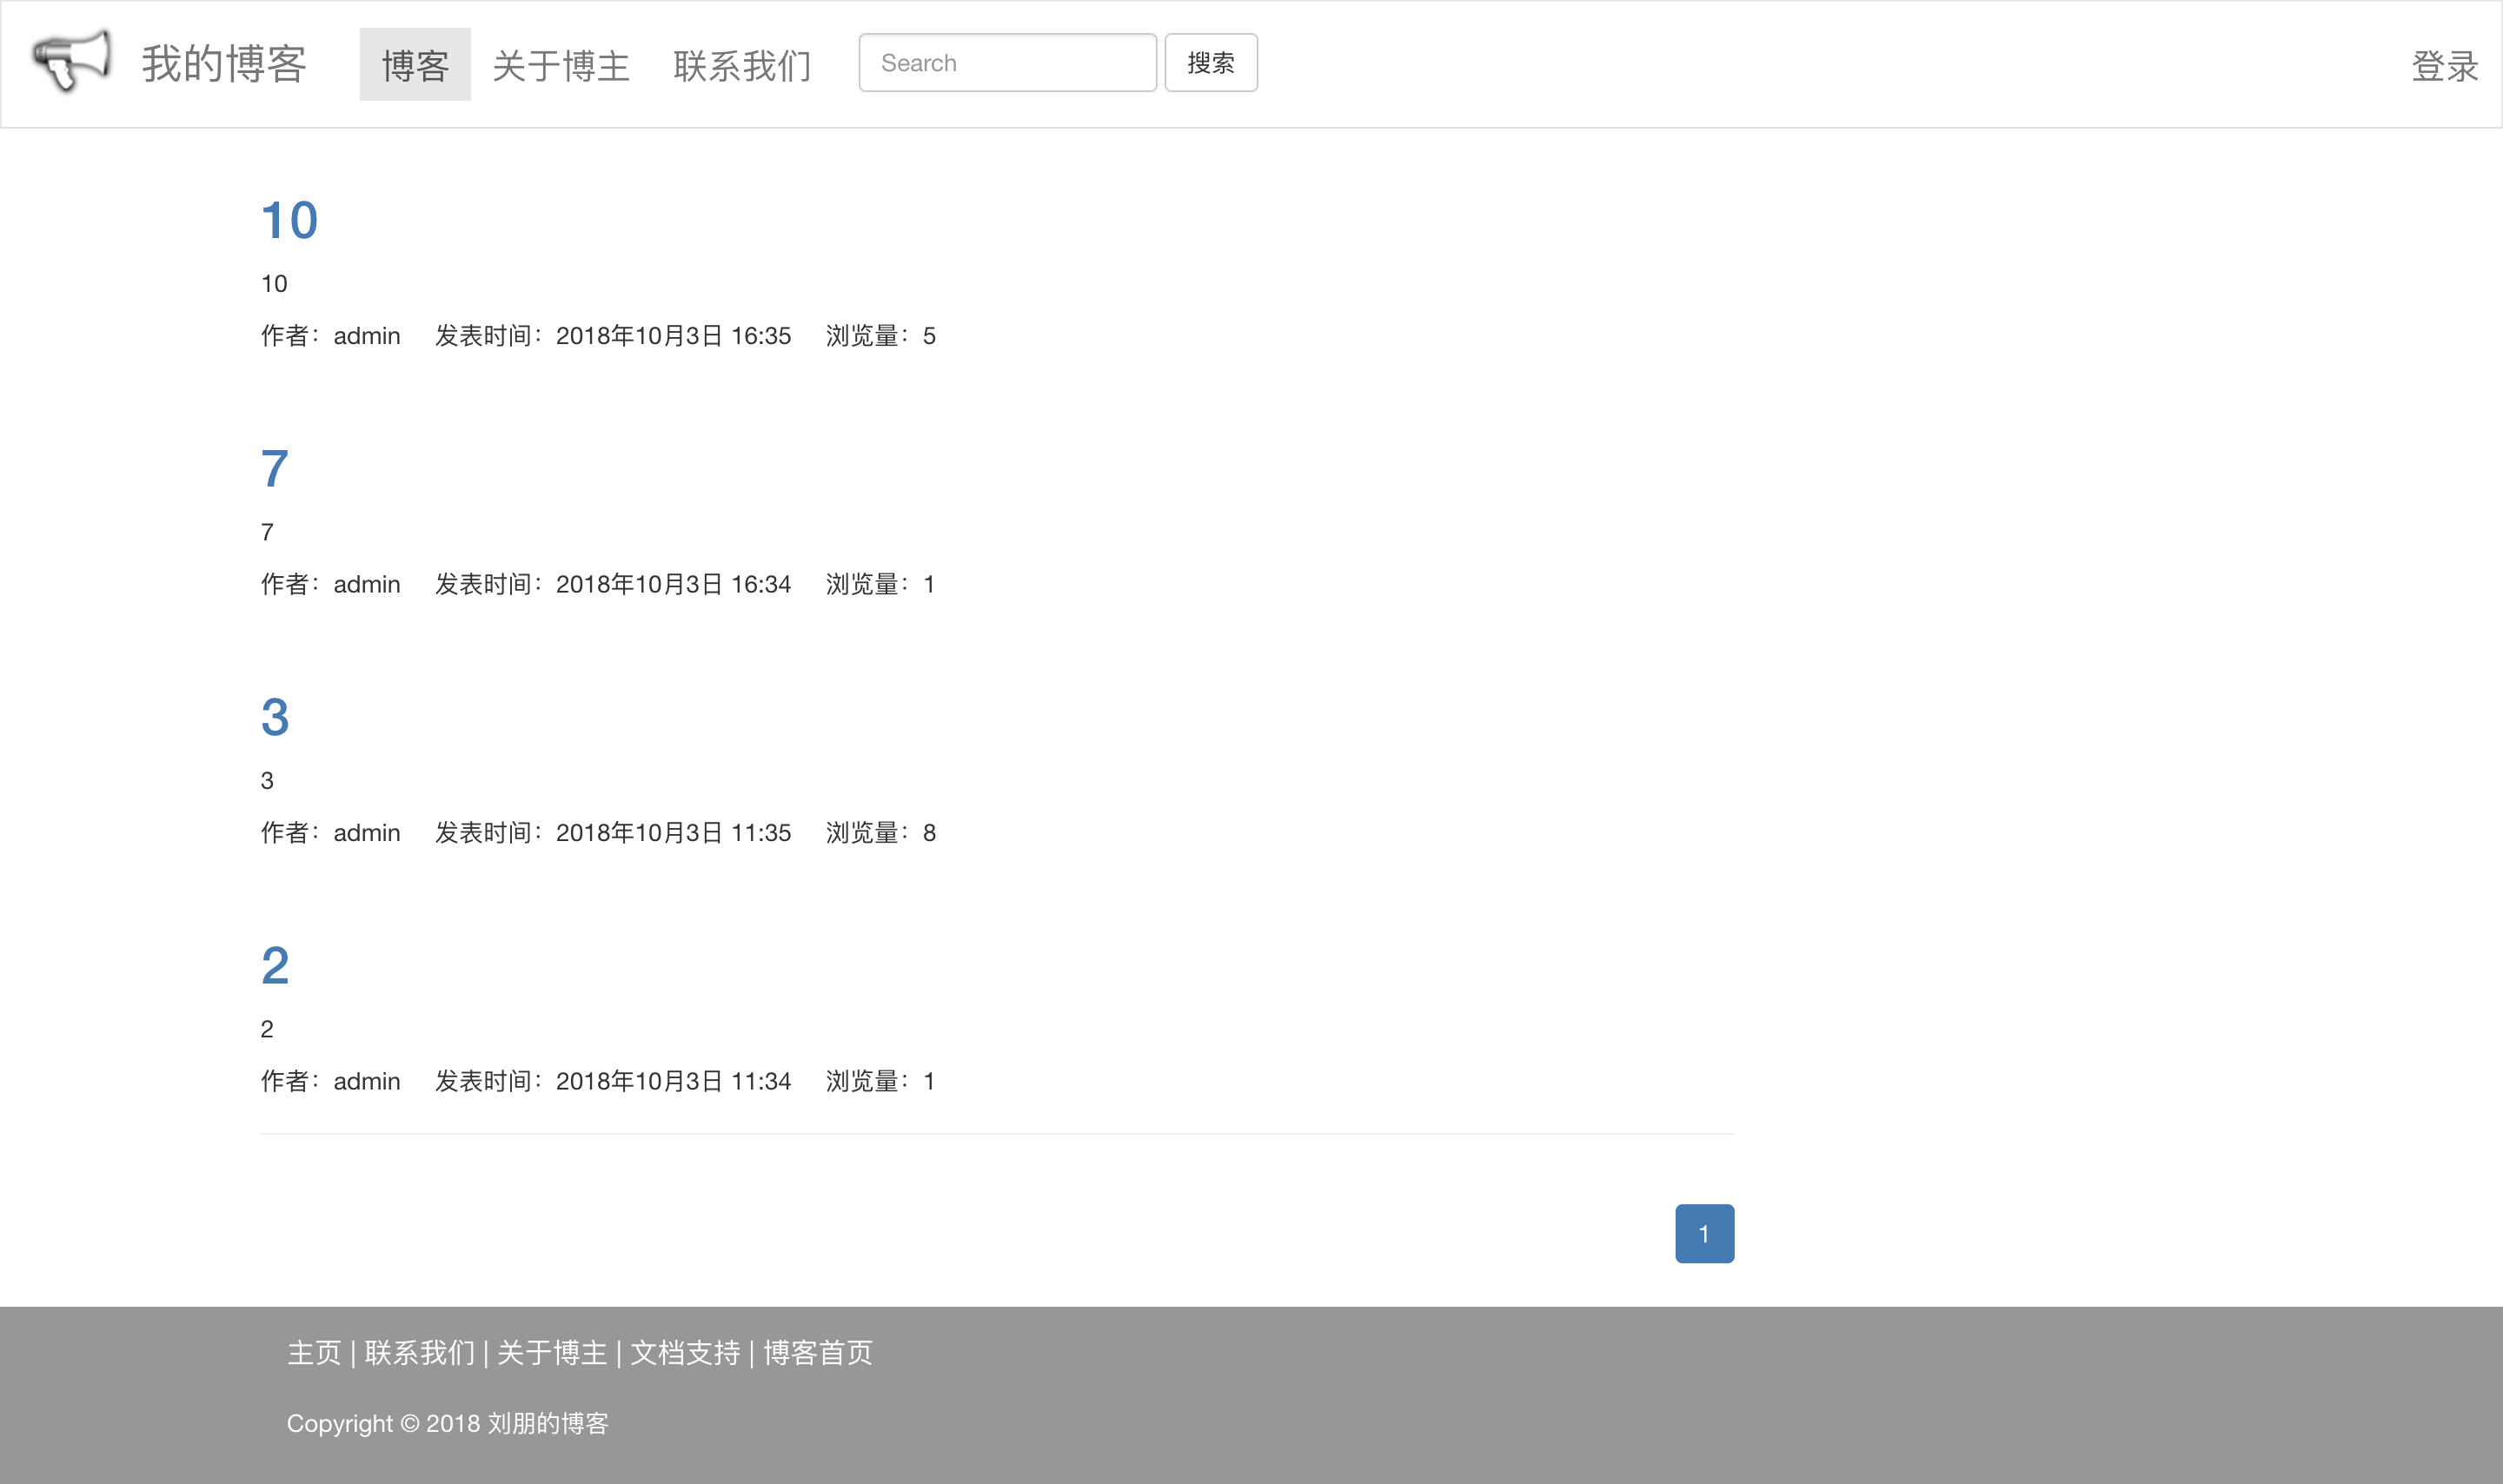 我的博客 博客 关于博主 联系我们 Search 搜索 登录
10
10
作者：admin 发表时间：2018年10月3日 16:35 浏览量：5
7
7
作者：admin 发表时间：2018年10月3日 16:34 浏览量：1
3
3
作者：admin 发表时间：2018年10月3日 11:35 浏览量：8
2
2
作者：admin 发表时间：2018年10月3日 11:34 浏览量：1
1
主页 | 联系我们 | 关于博主 | 文档支持 | 博客首页
Copyright © 2018 刘朋的博客